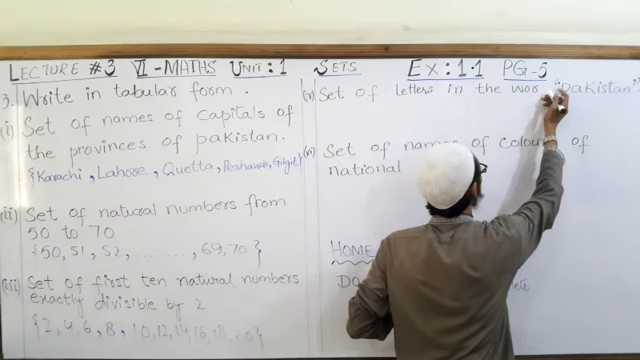 LECTURE #3 VI-MATHS UNIT:1 SETS EX:1.1 PG-5
3. Write in tabular form.
(i) Set of names of capitals of
the provinces of pakistan.
{Karachi, Lahore, Quetta, Peshawar, Gilgit}
(ii) Set of natural numbers from
50 to 70
{50, 51, 52, ........, 69, 70}
(iii) Set of first ten natural numbers
exactly divisible by 2
{2, 4, 6, 8, 10, 12, 14, 16, 18, 20}
Set of letters in the wor "pakistan"
(vi) Set of names of colour of
national
HOME
DO